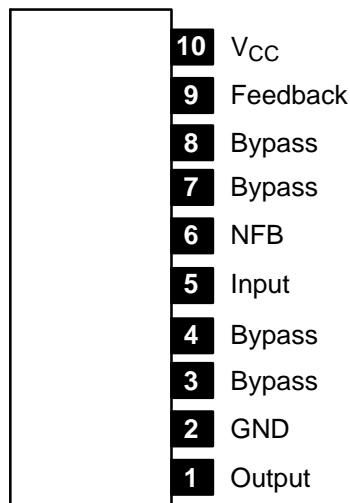 10 VCC
9 Feedback
8 Bypass
7 Bypass
6 NFB
5 Input
4 Bypass
3 Bypass
2 GND
1 Output